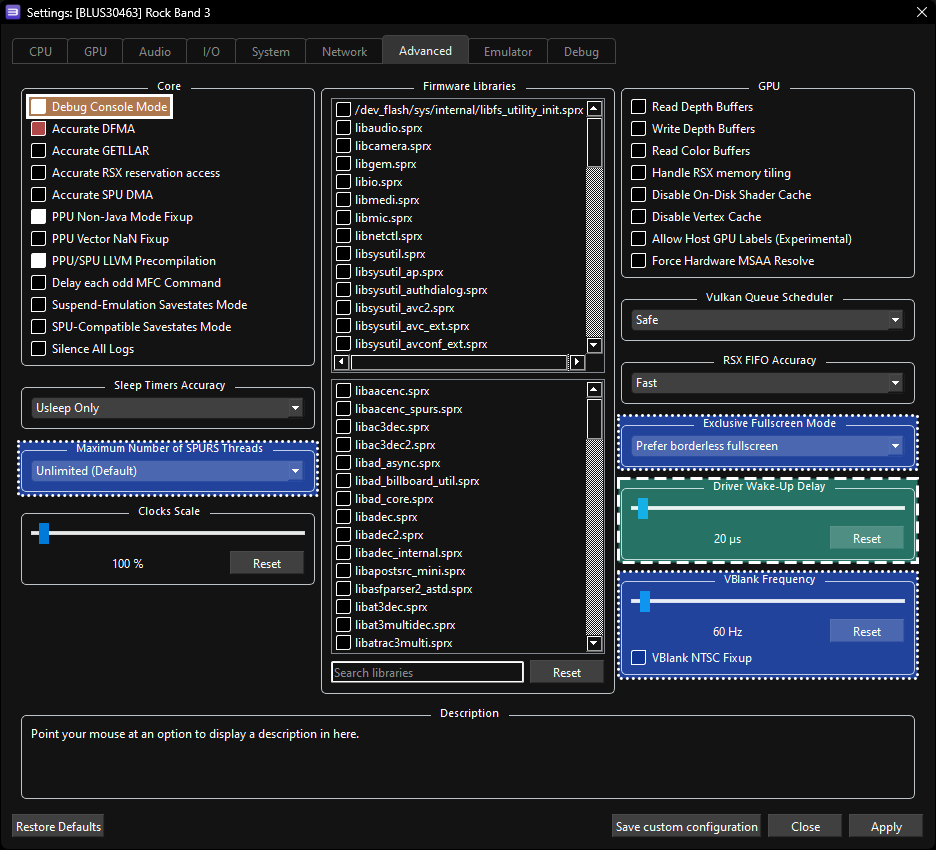 Settings: [BLUS30463] Rock Band 3
CPU
GPU
Audio
I/O
System
Network
Advanced
Emulator
Debug
Core
Debug Console Mode
Accurate DFMA
Accurate GETLLAR
Accurate RSX reservation access
Accurate SPU DMA
PPU Non-Java Mode Fixup
PPU Vector NaN Fixup
PPU/SPU LLVM Precompilation
Delay each odd MFC Command
Suspend-Emulation Savestates Mode
SPU-Compatible Savestates Mode
Silence All Logs
Sleep Timers Accuracy
Usleep Only
Maximum Number of SPURS Threads
Unlimited (Default)
Clocks Scale
100 %
Reset
Firmware Libraries
/dev_flash/sys/internal/libfs_utility_init.sprx
libaudio.sprx
libcamera.sprx
libgem.sprx
libio.sprx
libmedi.sprx
libmic.sprx
libnetctl.sprx
libsysutil.sprx
libsysutil_ap.sprx
libsysutil_authdialog.sprx
libsysutil_avc2.sprx
libsysutil_avc_ext.sprx
libsysutil_avconf_ext.sprx
libaacenc.sprx
libaacenc_spurs.sprx
libac3dec.sprx
libac3dec2.sprx
libad_async.sprx
libad_billboard_util.sprx
libad_core.sprx
libadec.sprx
libadec2.sprx
libadec_internal.sprx
libapostsrc_mini.sprx
libasfparser2_astd.sprx
libat3dec.sprx
libat3multidec.sprx
libatrac3multi.sprx
Search libraries
Reset
GPU
Read Depth Buffers
Write Depth Buffers
Read Color Buffers
Handle RSX memory tiling
Disable On-Disk Shader Cache
Disable Vertex Cache
Allow Host GPU Labels (Experimental)
Force Hardware MSAA Resolve
Vulkan Queue Scheduler
Safe
RSX FIFO Accuracy
Fast
Exclusive Fullscreen Mode
Prefer borderless fullscreen
Driver Wake-Up Delay
20 µs
Reset
VBlank Frequency
60 Hz
Reset
VBlank NTSC Fixup
Description
Point your mouse at an option to display a description in here.
Restore Defaults
Save custom configuration
Close
Apply